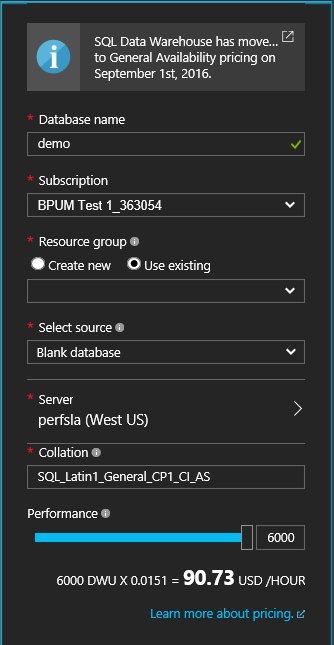 SQL Data Warehouse has move...
to General Availability pricing on
September 1st, 2016.
* Database name
demo
* Subscription
BPUM Test 1_363054
* Resource group
Create new Use existing
* Select source
Blank database
* Server
perfsla (West US)
* Collation
SQL_Latin1_General_CP1_CI_AS
Performance
6000
6000 DWU X 0.0151 = 90.73 USD /HOUR
Learn more about pricing.